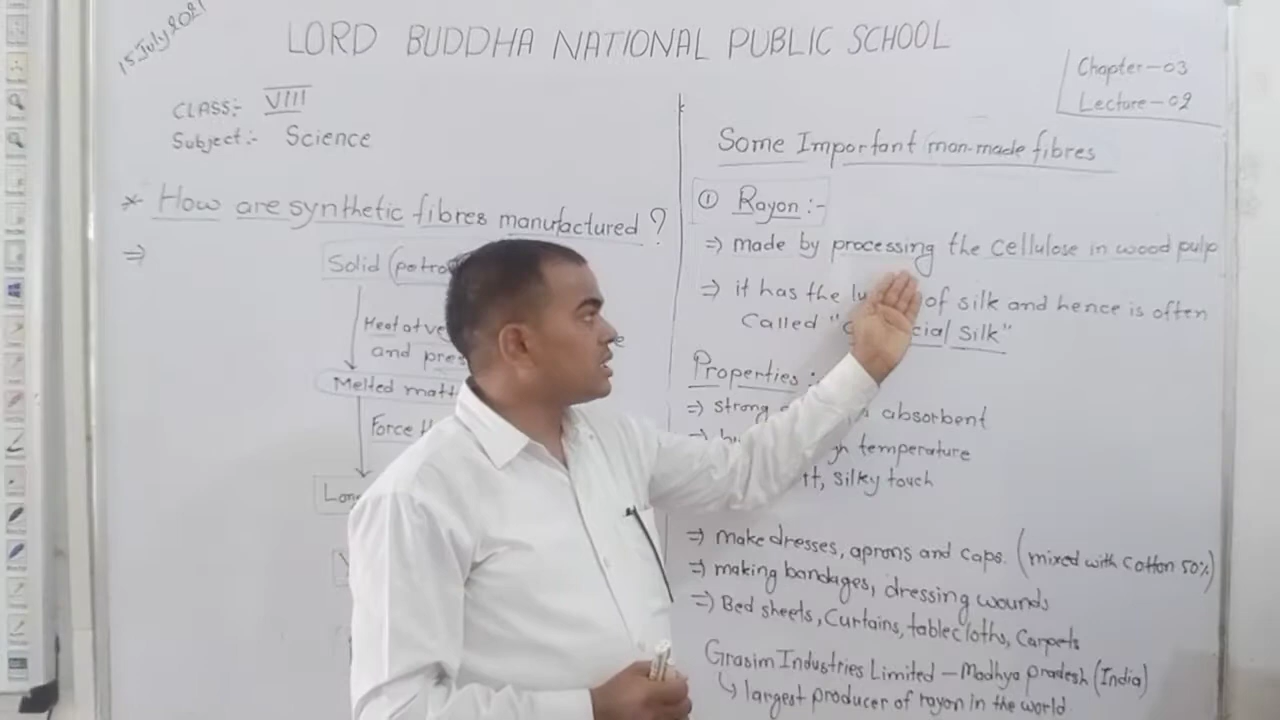 15 July 2021
LORD BUDDHA NATIONAL PUBLIC SCHOOL
Chapter-03
Lecture-02
CLASS:- VIII
Subject:- Science
* How are synthetic fibres manufactured ?
⇒
Solid
Heat
and
Melted
Force
Some Important man-made fibres
① Rayon :-
⇒ made by processing the cellulose in wood pulp
⇒ it has the of silk and hence is often
Called " Silk"
Properties :
⇒ strong absorbent
temperature
silky touch
⇒ make dresses, aprons and caps. (mixed with Cotton 50%)
⇒ making bandages, dressing wounds
⇒ Bed sheets, Curtains, tablecloths, Carpets
Grasim Industries Limited - Madhya pradesh (India)
↳ largest producer of rayon in the world